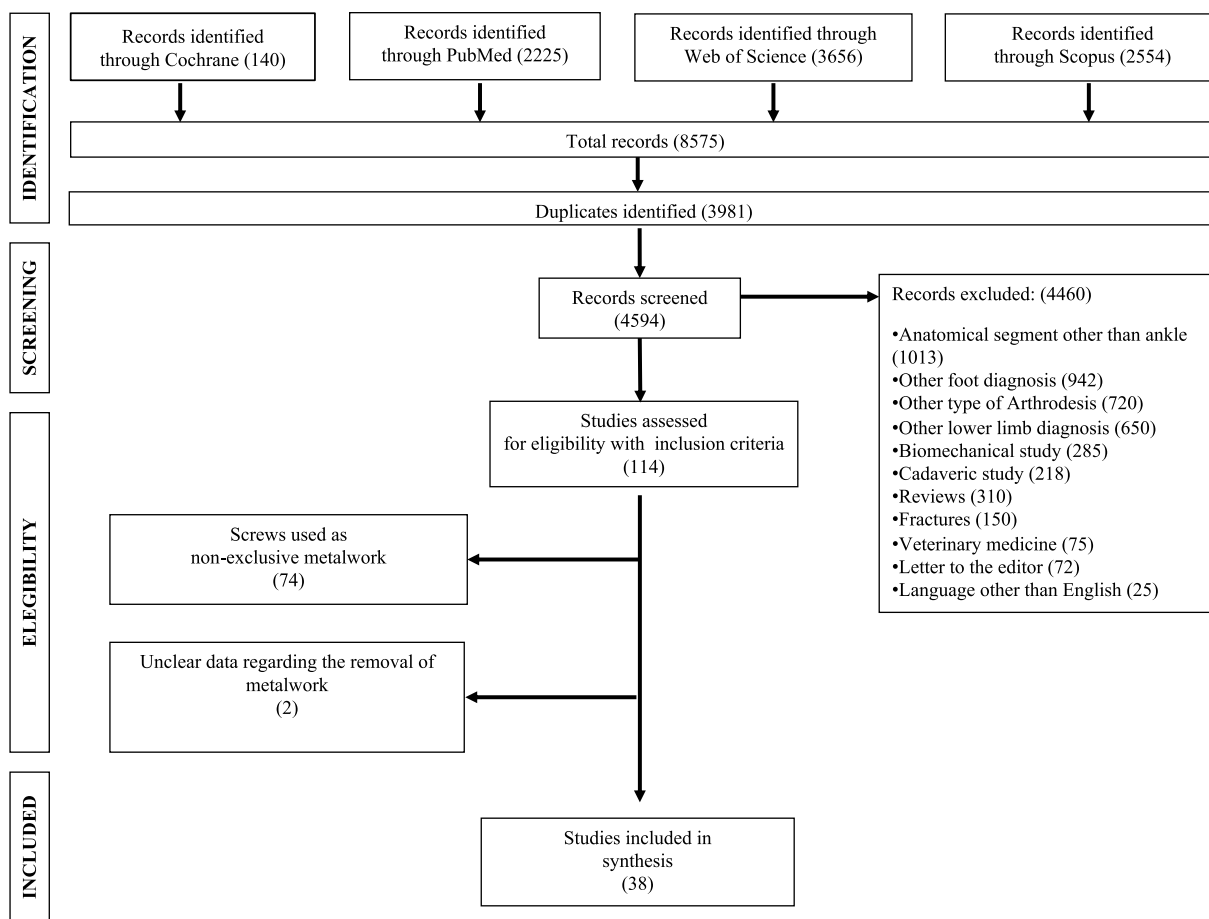 IDENTIFICATION
Records identified
through Cochrane (140)
Records identified
through PubMed (2225)
Records identified through
Web of Science (3656)
Records identified
through Scopus (2554)
Total records (8575)
Duplicates identified (3981)
SCREENING
Records screened
(4594)
Records excluded: (4460)
•Anatomical segment other than ankle
(1013)
•Other foot diagnosis (942)
•Other type of Arthrodesis (720)
•Other lower limb diagnosis (650)
•Biomechanical study (285)
•Cadaveric study (218)
•Reviews (310)
•Fractures (150)
•Veterinary medicine (75)
•Letter to the editor (72)
•Language other than English (25)
ELEGIBILITY
Studies assessed
for eligibility with inclusion criteria
(114)
Screws used as
non-exclusive metalwork
(74)
Unclear data regarding the removal of
metalwork
(2)
INCLUDED
Studies included in
synthesis
(38)